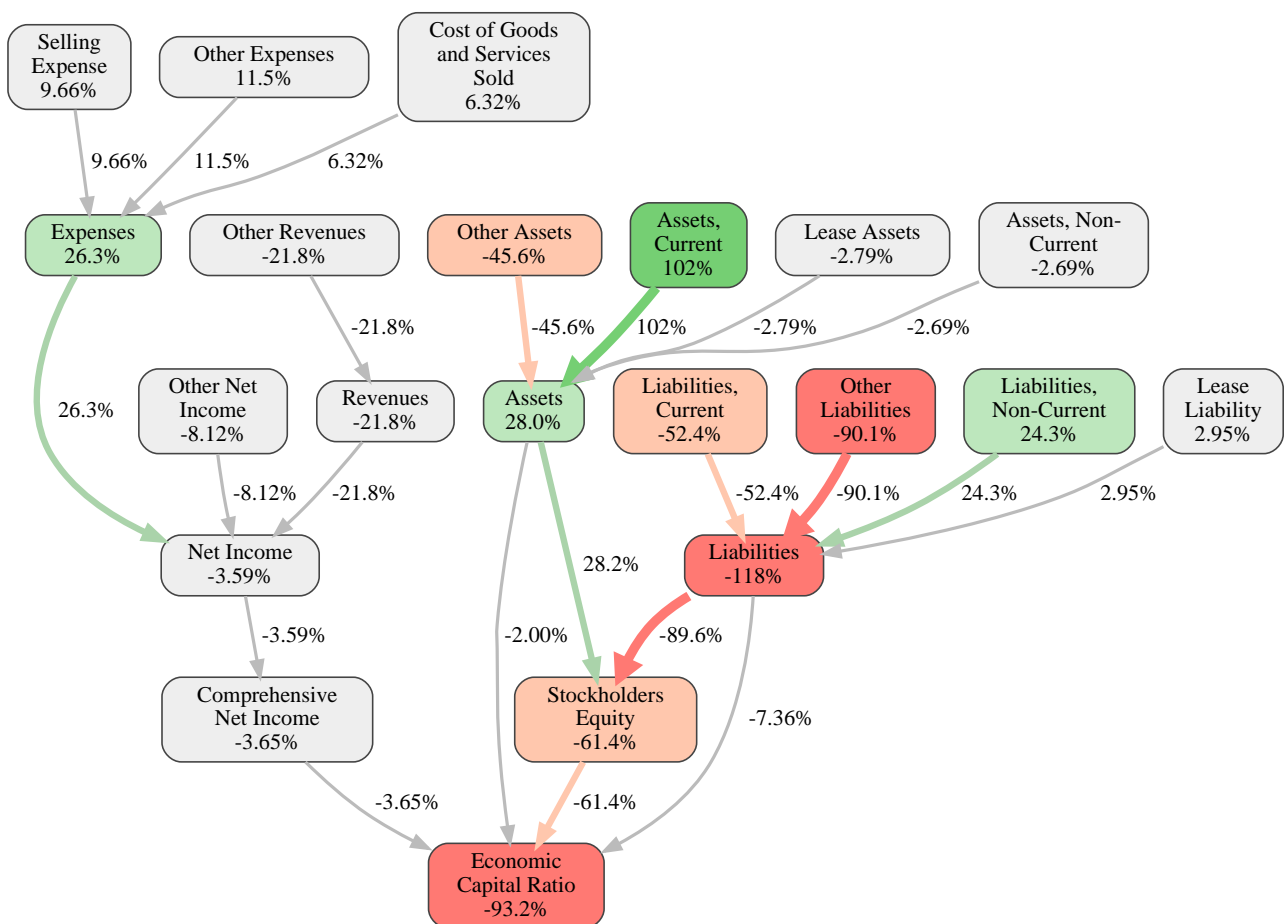 Selling
Expense
9.66%
Other Expenses
11.5%
Cost of Goods
and Services
Sold
6.32%
9.66%
11.5%
6.32%
Expenses
26.3%
Other Revenues
-21.8%
Other Assets
-45.6%
Assets,
Current
102%
Lease Assets
-2.79%
Assets, Non-
Current
-2.69%
-21.8%
-45.6%
102%
-2.79%
-2.69%
26.3%
Other Net
Income
-8.12%
Revenues
-21.8%
Assets
28.0%
Liabilities,
Current
-52.4%
Other
Liabilities
-90.1%
Liabilities,
Non-Current
24.3%
Lease
Liability
2.95%
-8.12%
-21.8%
-52.4%
-90.1%
24.3%
2.95%
Net Income
-3.59%
28.2%
Liabilities
-118%
-3.59%
-2.00%
-89.6%
Comprehensive
Net Income
-3.65%
Stockholders
Equity
-61.4%
-7.36%
-3.65%
-61.4%
Economic
Capital Ratio
-93.2%